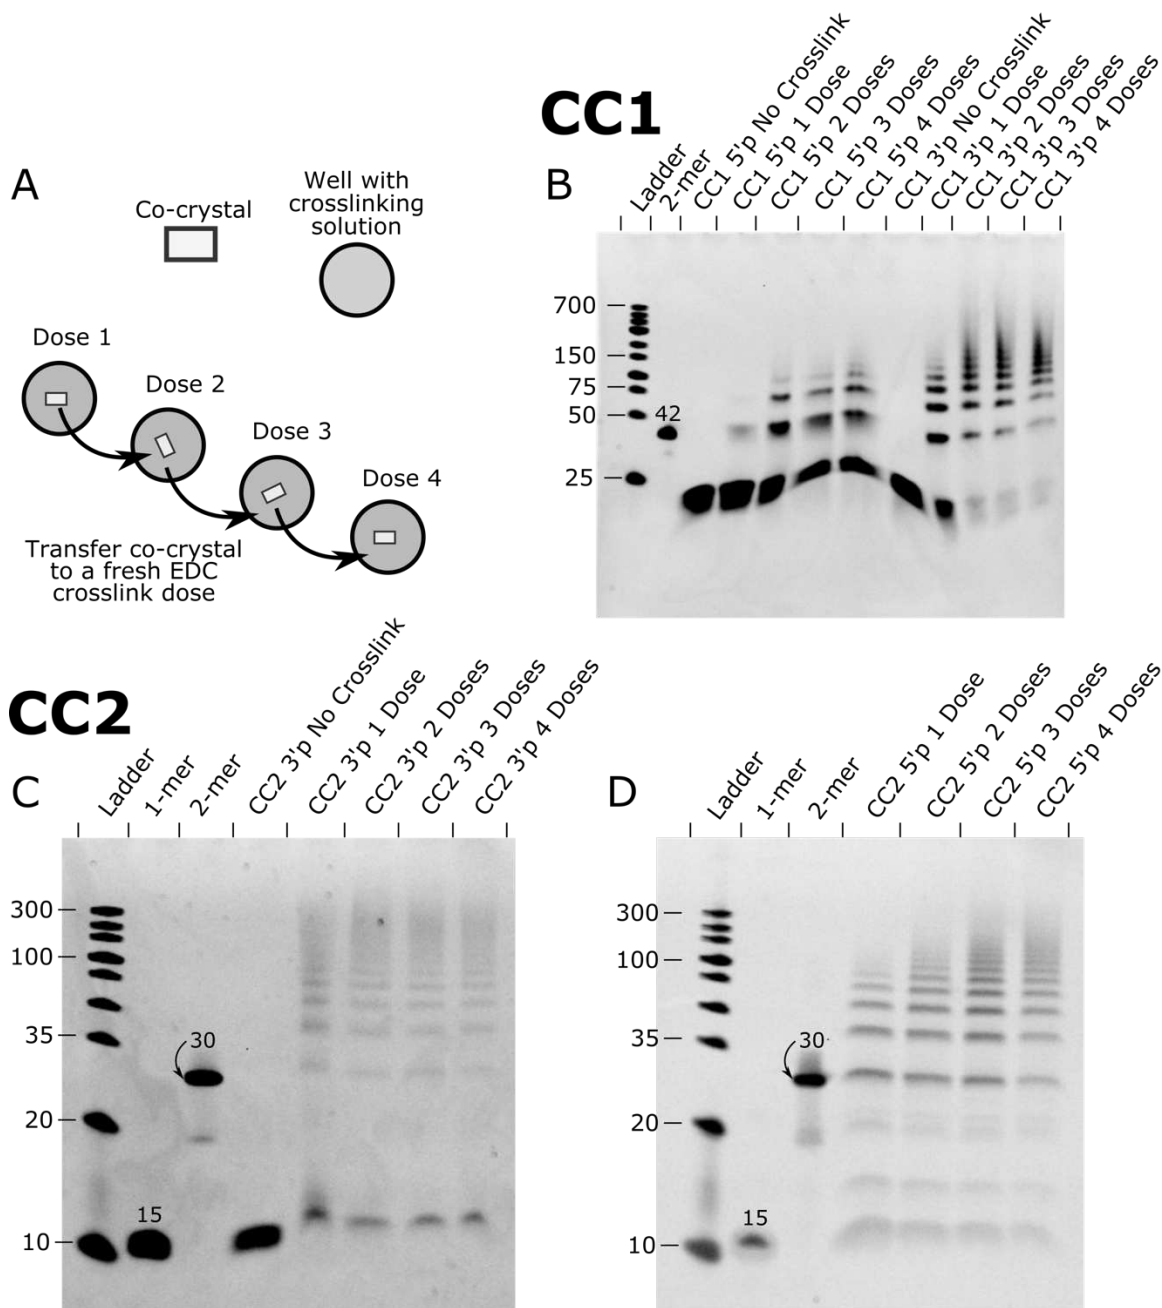 CC1
A
Co-crystal
Well with
crosslinking
solution
Dose 1
Dose 2
Dose 3
Dose 4
Transfer co-crystal
to a fresh EDC
crosslink dose
B
Ladder
2-mer
CC1 5'p No Crosslink
CC1 5'p 1 Dose
CC1 5'p 2 Doses
CC1 5'p 3 Doses
CC1 5'p 4 Doses
CC1 3'p No Crosslink
CC1 3'p 1 Dose
CC1 3'p 2 Doses
CC1 3'p 3 Doses
CC1 3'p 4 Doses
700
150
75
50
25
42
CC2
C
Ladder
1-mer
2-mer
CC2 3'p No Crosslink
CC2 3'p 1 Dose
CC2 3'p 2 Doses
CC2 3'p 3 Doses
CC2 3'p 4 Doses
300
100
35
20
10
30
15
D
Ladder
1-mer
2-mer
CC2 5'p 1 Dose
CC2 5'p 2 Doses
CC2 5'p 3 Doses
CC2 5'p 4 Doses
300
100
35
20
10
30
15